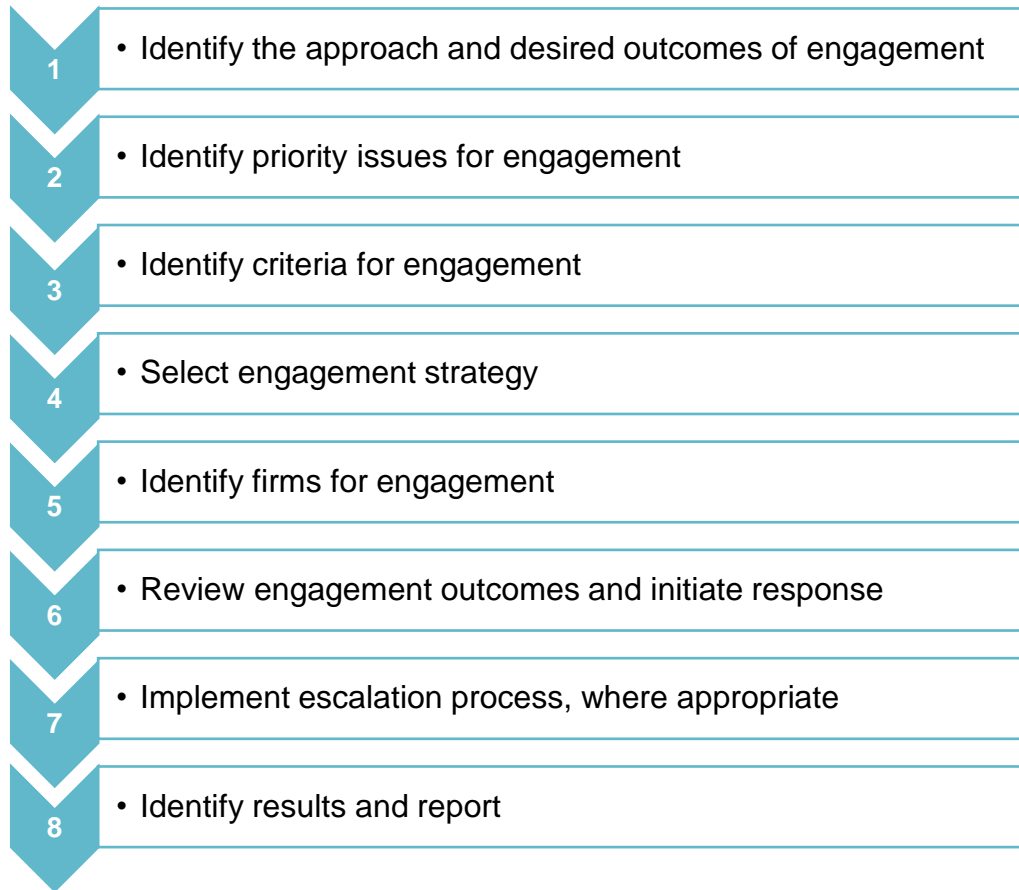 1
• Identify the approach and desired outcomes of engagement
2
• Identify priority issues for engagement
3
• Identify criteria for engagement
4
• Select engagement strategy
5
• Identify firms for engagement
6
• Review engagement outcomes and initiate response
7
• Implement escalation process, where appropriate
8
• Identify results and report